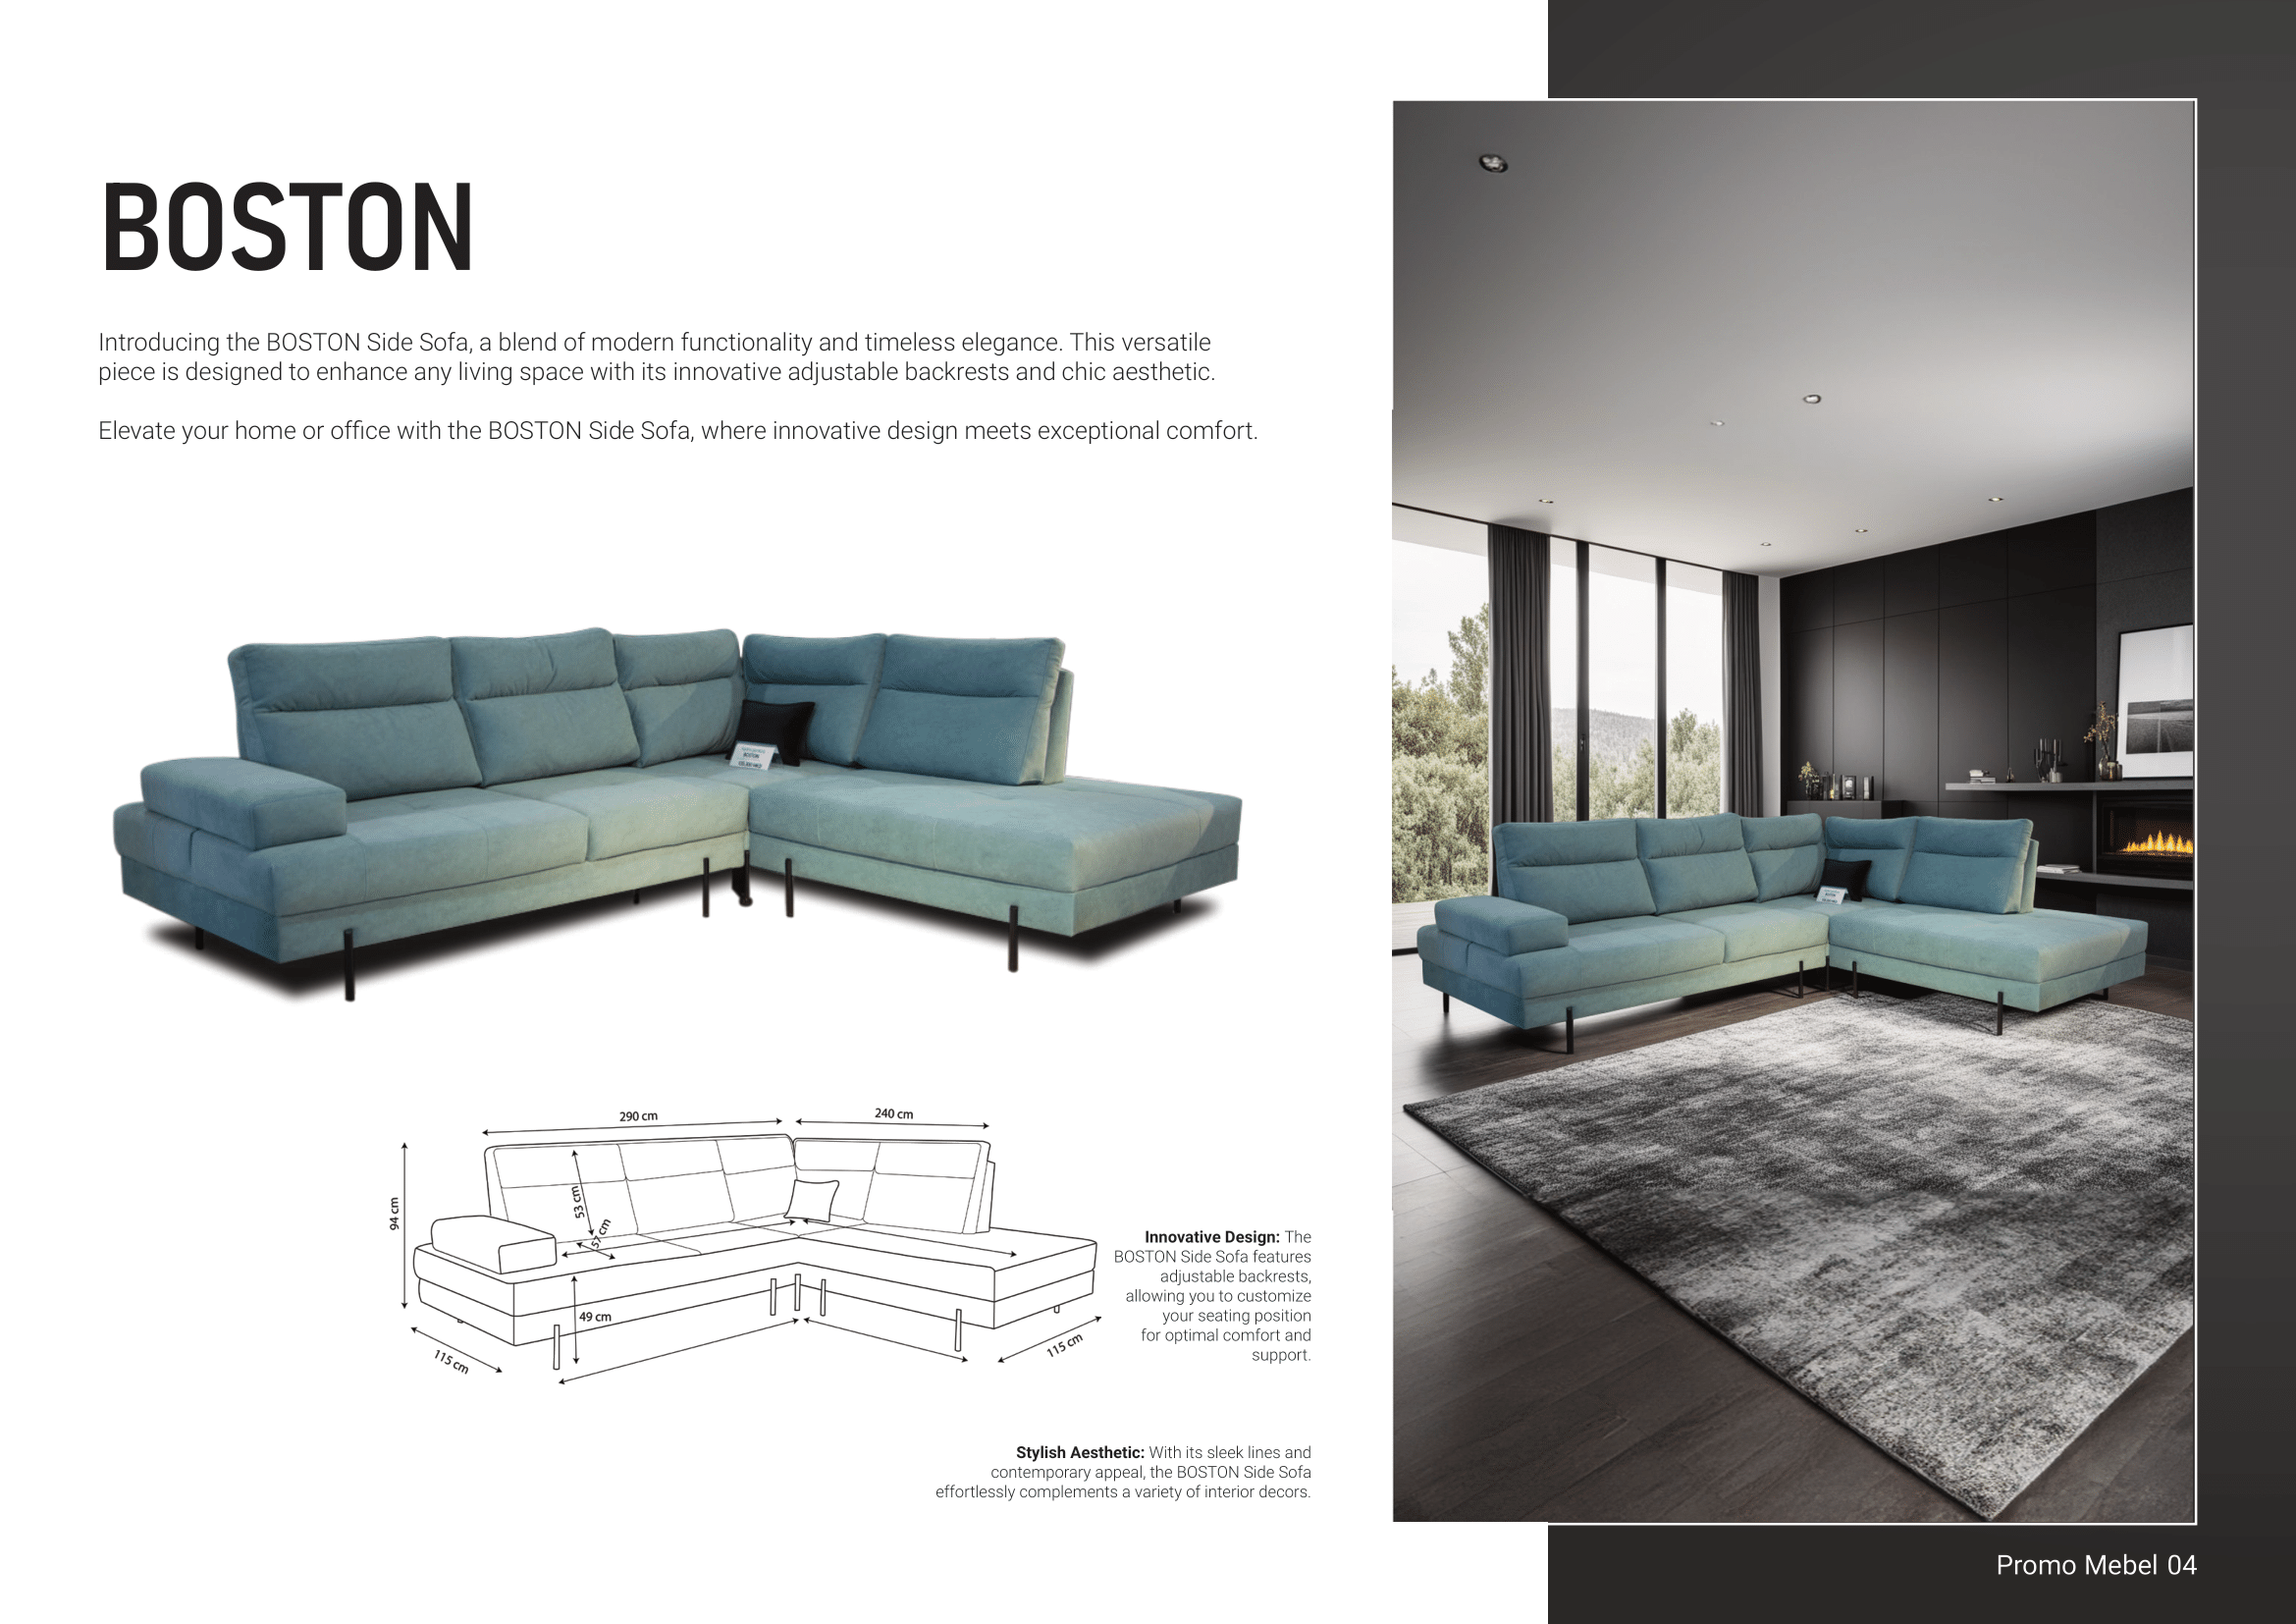 BOSTON
Introducing the BOSTON Side Sofa, a blend of modern functionality and timeless elegance. This versatile
piece is designed to enhance any living space with its innovative adjustable backrests and chic aesthetic.
Elevate your home or office with the BOSTON Side Sofa, where innovative design meets exceptional comfort.
BOSTON
BOSTON
290 cm
240 cm
94 cm
53 cm
57 cm
49 cm
115 cm
115 cm
Innovative Design: The
BOSTON Side Sofa features
adjustable backrests,
allowing you to customize
your seating position
for optimal comfort and
support.
Stylish Aesthetic: With its sleek lines and
contemporary appeal, the BOSTON Side Sofa
effortlessly complements a variety of interior decors.
Promo Mebel 04